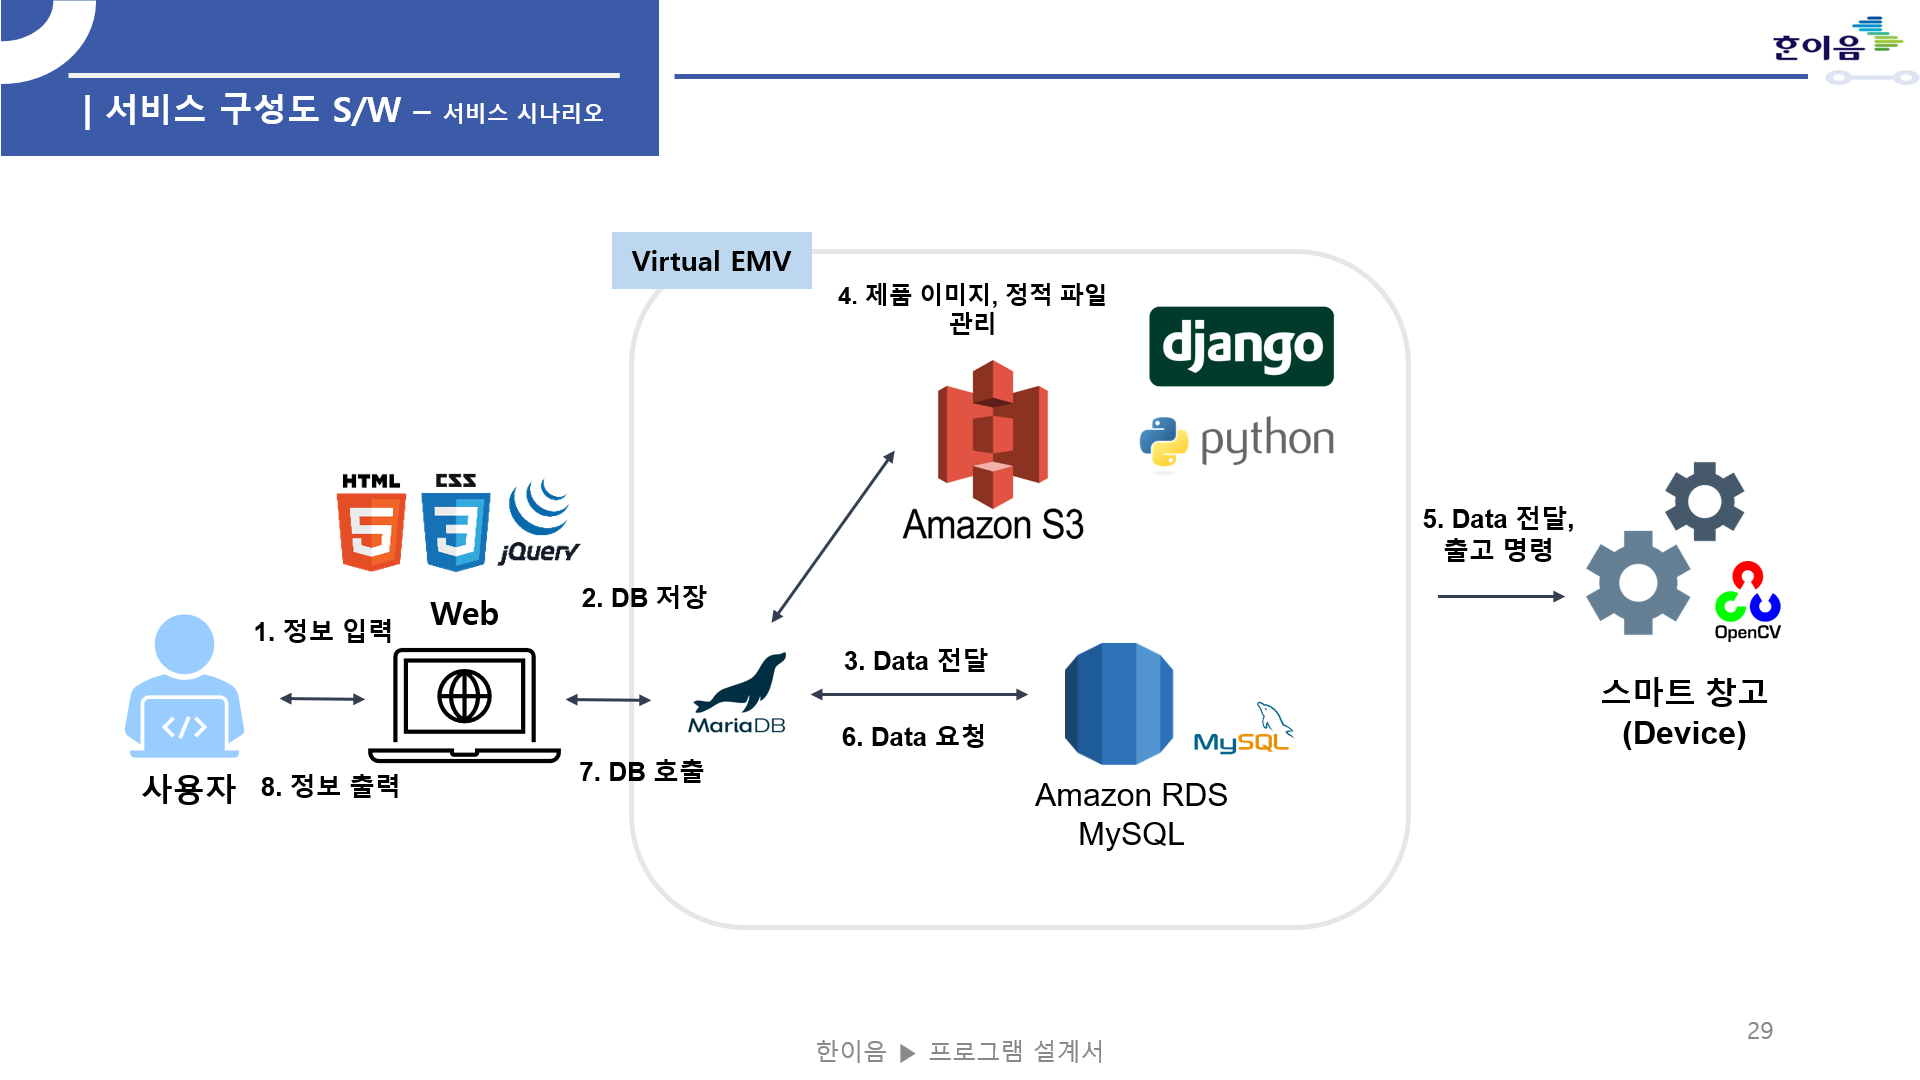 한이음
| 서비스 구성도 S/W – 서비스 시나리오
Virtual EMV
4. 제품 이미지, 정적 파일
관리
django
python
Amazon S3
HTML
CSS
jQuery
5. Data 전달,
출고 명령
OpenCV
2. DB 저장
Web
1. 정보 입력
3. Data 전달
MariaDB
6. Data 요청
MySQL
스마트 창고
(Device)
사용자
8. 정보 출력
7. DB 호출
Amazon RDS
MySQL
29
한이음 ▶ 프로그램 설계서